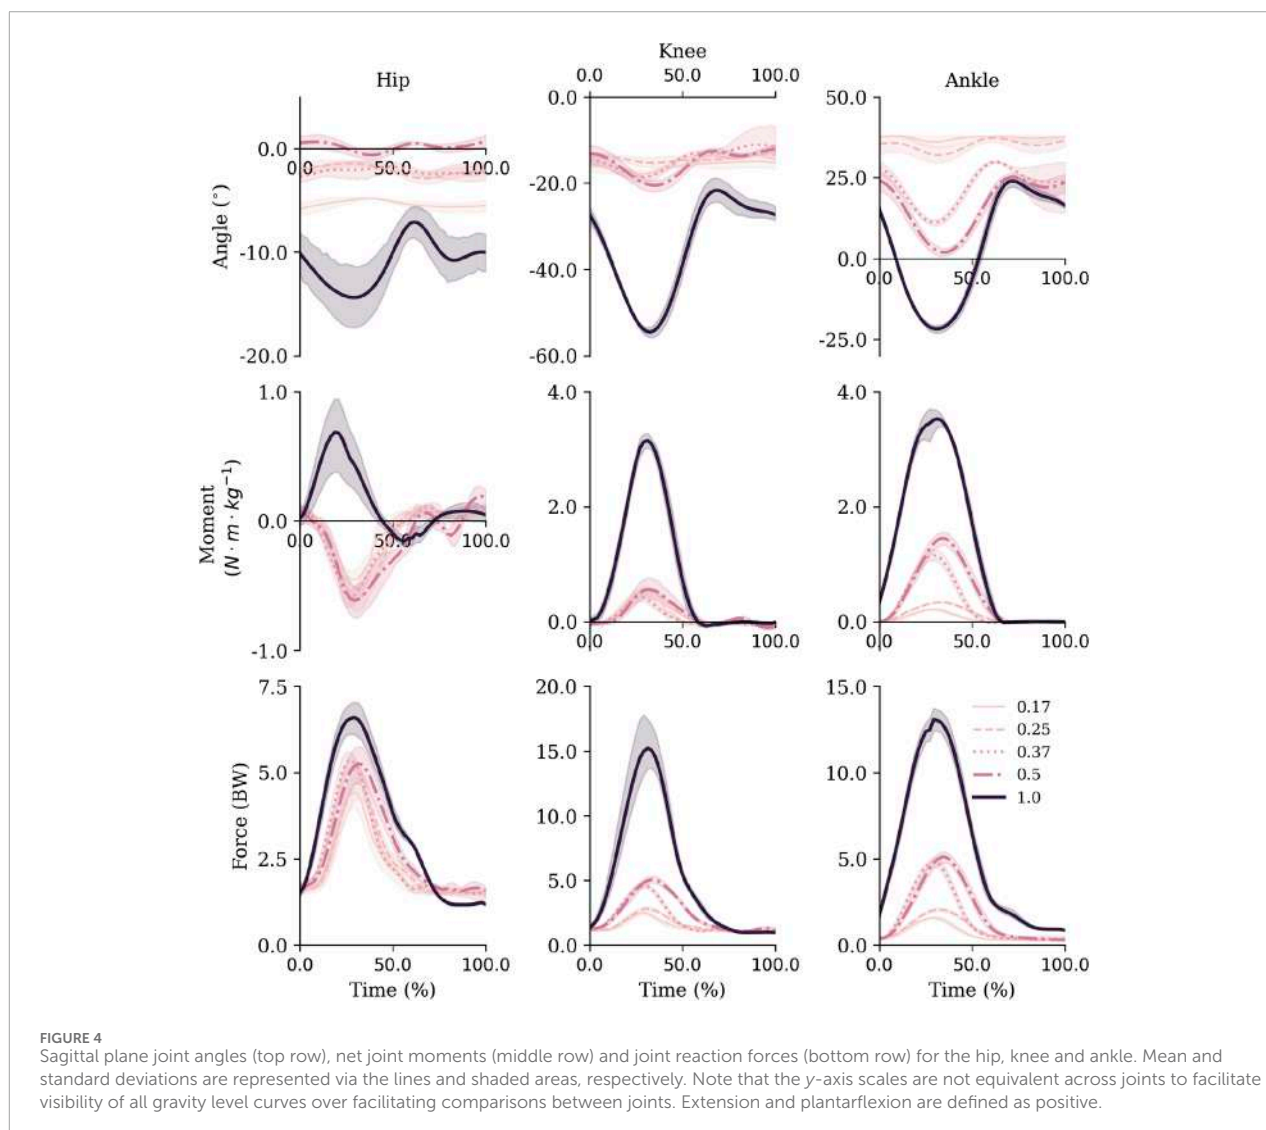 Knee
Hip
0.0 50.0 100.0
Ankle
0.0
50.0
0.0
0.0 50.0 100.0
-20.0
25.0
Angle (°)
-10.0
-40.0
0.0
0.0 50.0 100.0
-20.0
-60.0
-25.0
1.0
4.0
4.0
Moment
(N · m · kg⁻¹)
0.0
0.0 50.0 100.0
2.0
2.0
-1.0
0.0
0.0 50.0 100.0
0.0
0.0 50.0 100.0
7.5
20.0
15.0
0.17
0.25
0.37
0.5
1.0
Force (BW)
5.0
15.0
10.0
2.5
10.0
5.0
5.0
0.0
0.0
0.0
0.0 50.0 100.0
0.0 50.0 100.0
0.0 50.0 100.0
Time (%)
Time (%)
Time (%)
FIGURE 4
Sagittal plane joint angles (top row), net joint moments (middle row) and joint reaction forces (bottom row) for the hip, knee and ankle. Mean and
standard deviations are represented via the lines and shaded areas, respectively. Note that the y-axis scales are not equivalent across joints to facilitate
visibility of all gravity level curves over facilitating comparisons between joints. Extension and plantarflexion are defined as positive.